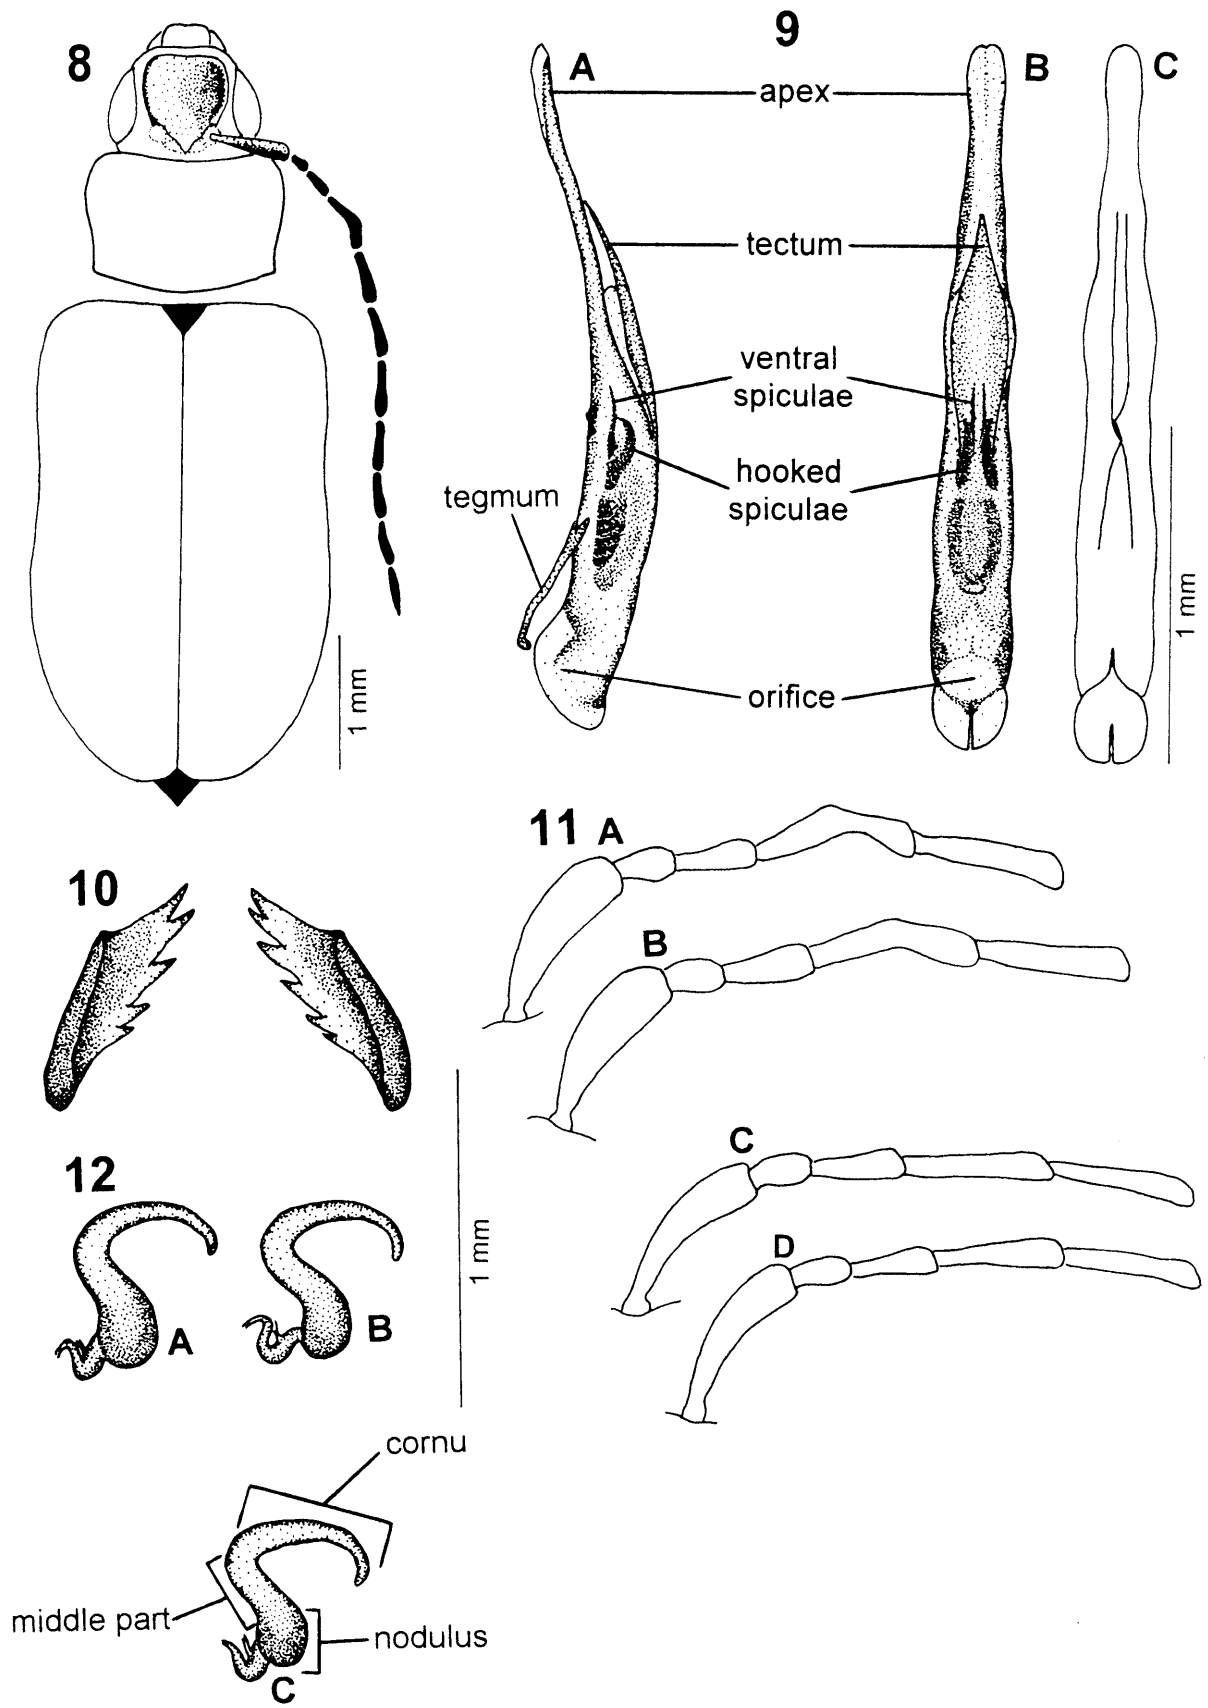 8
9
A
B
C
apex
tectum
ventral
spiculae
hooked
spiculae
tegmum
orifice
1 mm
1 mm
10
11
A
B
C
D
12
A
B
1 mm
cornu
middle part
nodulus
C